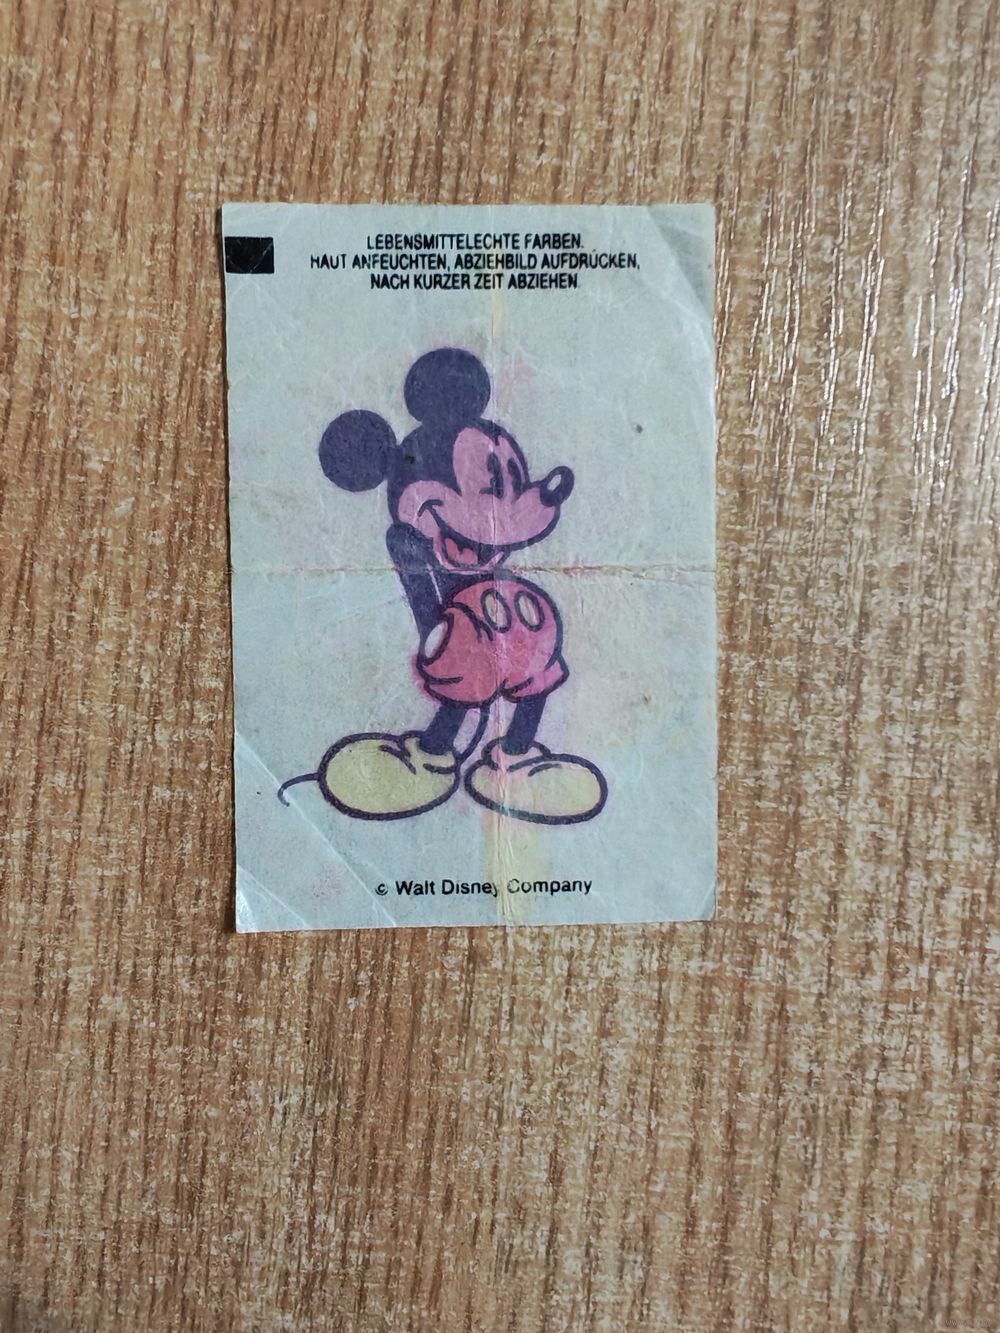 LEBENSMITTELECHTE FARBEN.
HAUT ANFEUCHTEN, ABZIEHBILD AUFDRÜCKEN,
NACH KURZER ZEIT ABZIEHEN
© Walt Disney Company